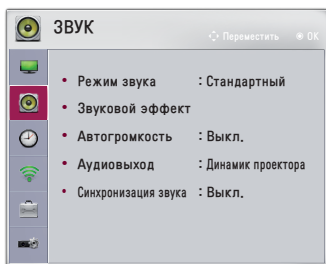 ЗВУК
Переместить OK
• Режим звука : Стандартный
• Звуковой эффект
• Автогромкость : Выкл.
• Аудиовыход : Динамик проектора
• Синхронизация звука : Выкл.